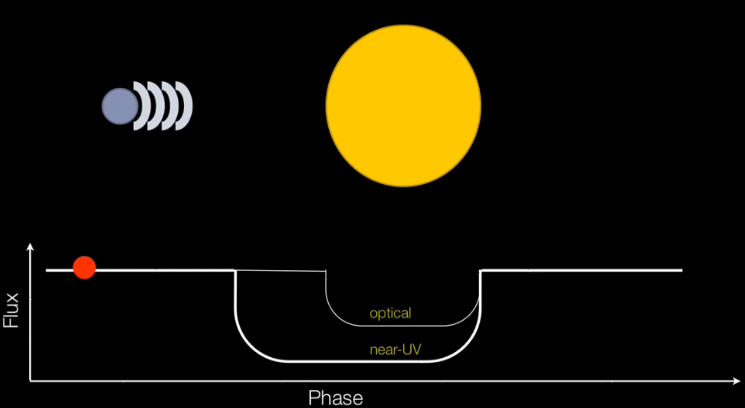 optical
near-UV
Flux
Phase